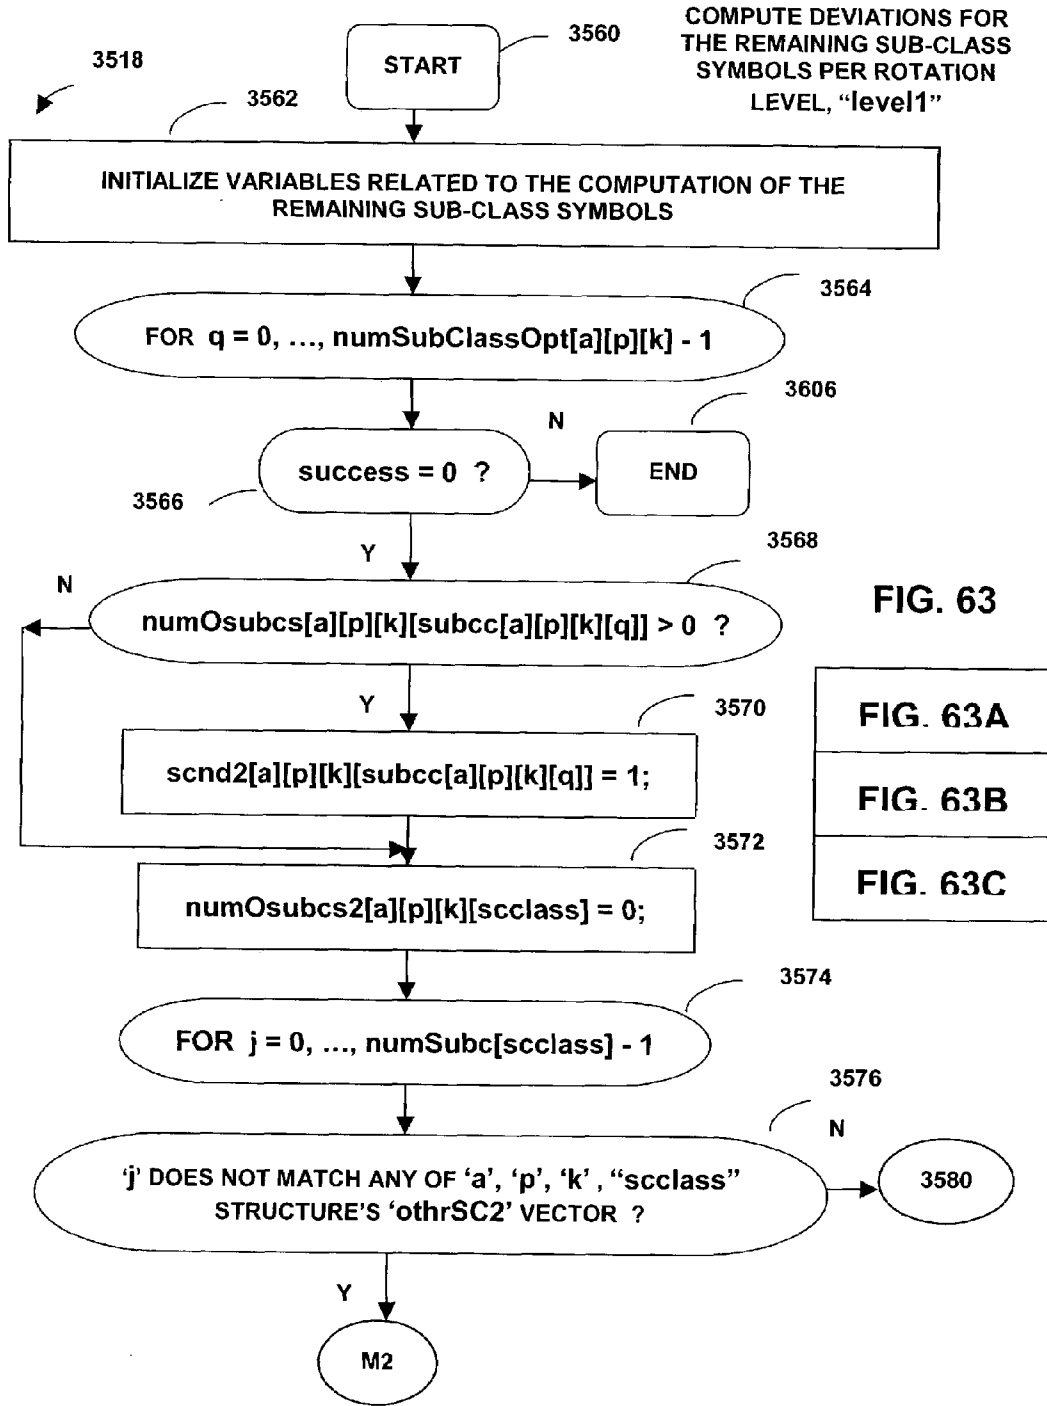 COMPUTE DEVIATIONS FOR
THE REMAINING SUB-CLASS
SYMBOLS PER ROTATION
LEVEL, “level1”
3518
START
3560
3562
INITIALIZE VARIABLES RELATED TO THE COMPUTATION OF THE
REMAINING SUB-CLASS SYMBOLS
3564
FOR q = 0, ..., numSubClassOpt[a][p][k] - 1
3606
N
success = 0 ?
END
3566
Y
3568
N
numOsubcs[a][p][k][subcc[a][p][k][q]] > 0 ?
FIG. 63
Y
3570
scnd2[a][p][k][subcc[a][p][k][q]] = 1;
FIG. 63A
FIG. 63B
FIG. 63C
3572
numOsubcs2[a][p][k][scclass] = 0;
3574
FOR j = 0, ..., numSubc[scclass] - 1
3576
N
‘j’ DOES NOT MATCH ANY OF ‘a’, ‘p’, ‘k’ , “scclass”
STRUCTURE'S ‘othrSC2’ VECTOR ?
3580
Y
M2